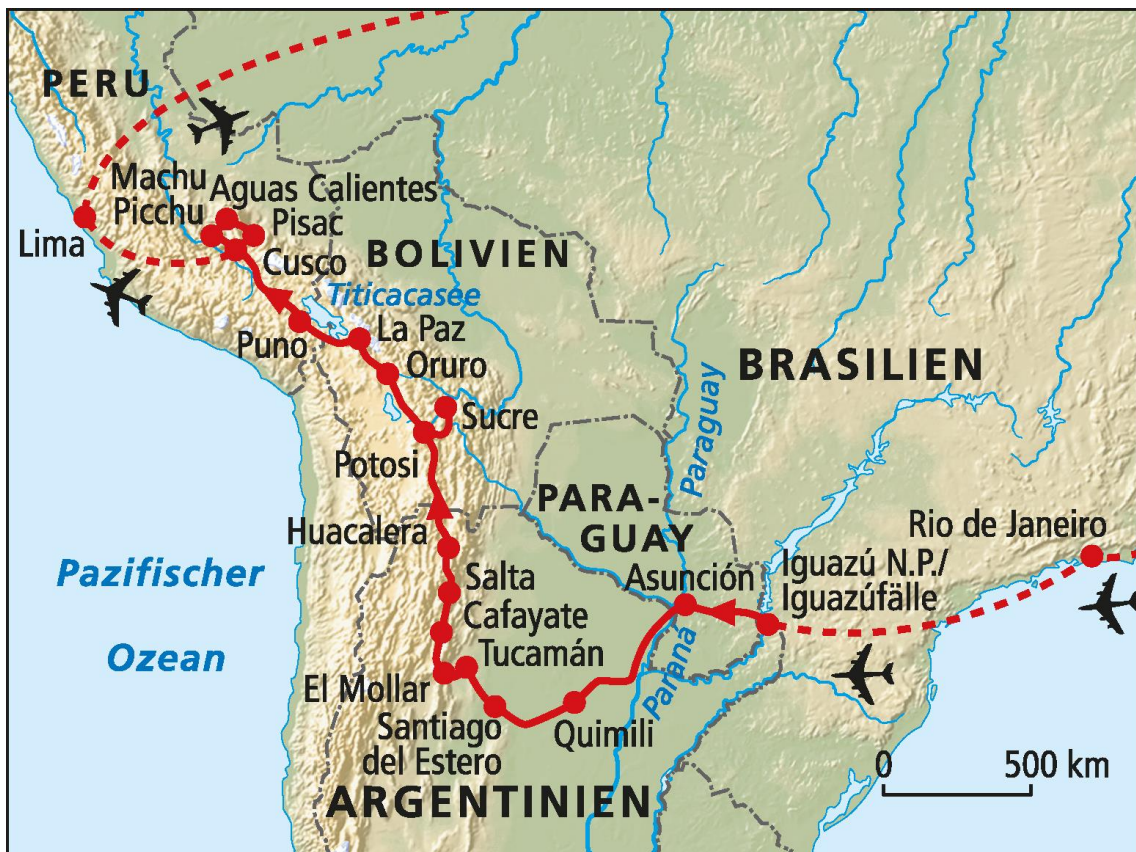 PERU
Machu
Picchu
Aguas Calientes
Pisac
Lima
Cusco
BOLIVIEN
Titicacasee
Puno
La Paz
Oruro
BRASILIEN
Sucre
Potosi
Paraguay
PARA-
GUAY
Huacalera
Rio de Janeiro
Asunción
Iguazú N.P./
Iguazúfälle
Pazifischer
Ozean
Salta
Cafayate
Tucamán
Paraná
El Mollar
Santiago
del Estero
Quimili
ARGENTINIEN
0 500 km